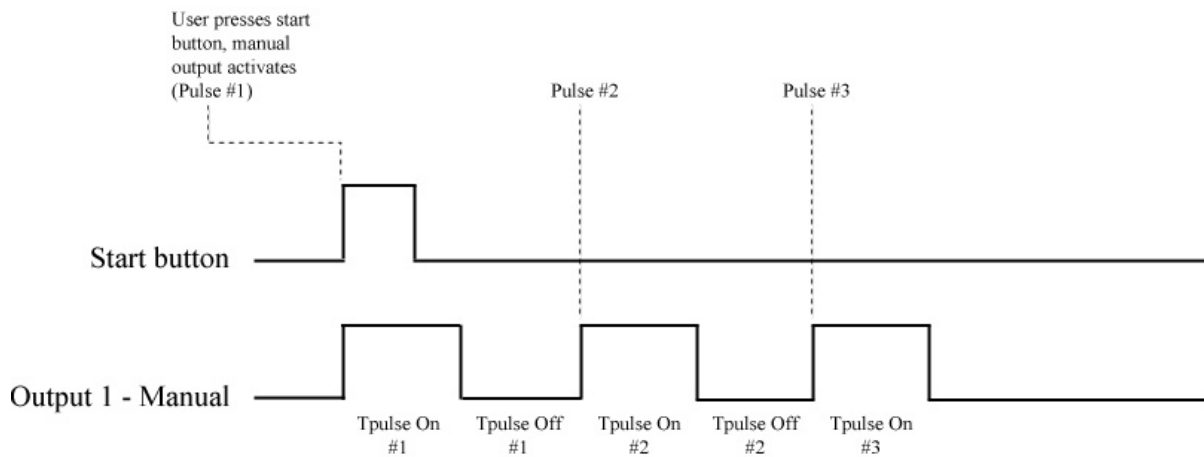 User presses start
button, manual
output activates
(Pulse #1)
Pulse #2
Pulse #3
Start button
Output 1 - Manual
Tpulse On
#1
Tpulse Off
#1
Tpulse On
#2
Tpulse Off
#2
Tpulse On
#3